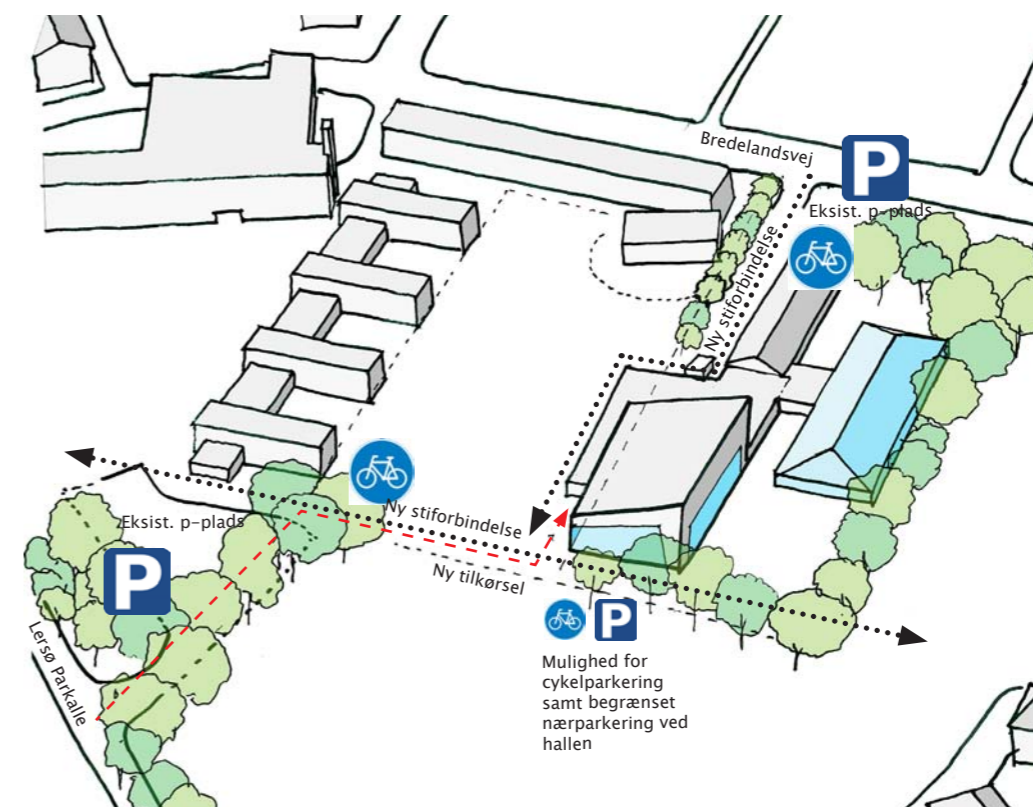 Bredelandsvej
P
Eksist. p-plads
Ny stiforbindelse
Ny stiforbindelse
Eksist. p-plads
P
Ny tilkørsel
Lersø Parkalle
P
Mulighed for
cykelparkering
samt begrænset
nærparkering ved
hallen